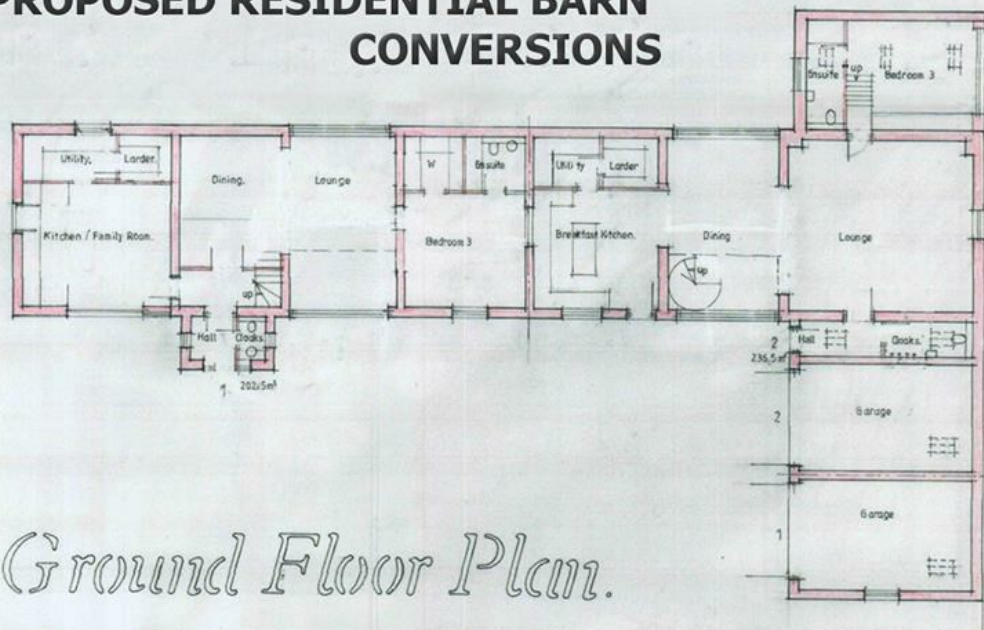 PROPOSED RESIDENTIAL BARN
CONVERSIONS
Ensuite
up
Bedroom 3
Utility.
Larder.
Dining.
Lounge
W
Ensuite
Utility
Larder
Kitchen / Family Room.
Bedroom 3
Breakfast Kitchen.
Dining
Lounge
up
up
Hall
Cloaks.
1
202.5m²
2
236.5m²
Hall
Cloaks.
2
Garage
1
Garage
Ground Floor Plan.